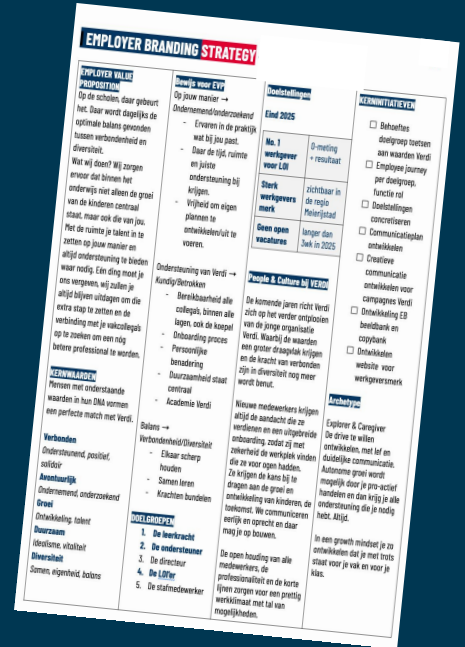 EMPLOYER BRANDING STRATEGY
EMPLOYER VALUE
PROPOSITION
Op de scholen, daar gebeurt
het. Daar wordt dagelijks de
optimale balans gevonden
tussen verbondenheid en
diversiteit.
Wat wij doen? Wij zorgen
ervoor dat binnen het
onderwijs niet alleen de groei
van de kinderen centraal
staat, maar ook die van jou.
Met de ruimte je talent in te
zetten op jouw manier en
altijd ondersteuning te bieden
waar nodig. Eén ding moet je
ons vergeven, wij zullen je
altijd blijven uitdagen om die
extra stap te zetten en de
verbinding met je vakcollega's
op te zoeken om een nóg
betere professional te worden.
KERNWAARDEN
Mensen met onderstaande
waarden in hun DNA vormen
een perfecte match met Verdi.
Verbonden
Ondersteunend, positief,
solidair
Avontuurlijk
Ondernemend, onderzoekend
Groei
Ontwikkeling, talent
Duurzaam
Idealisme, vitaliteit
Diversiteit
Samen, eigenheid, balans
Bewijs voor EVP
Op jouw manier →
Ondernemend/onderzoekend
- Ervaren in de praktijk
wat bij jou past.
- Daar de tijd, ruimte
en juiste
ondersteuning bij
krijgen.
- Vrijheid om eigen
plannen te
ontwikkelen/uit te
voeren.
Ondersteuning van Verdi →
Kundig/Betrokken
- Bereikbaarheid alle
collega's, binnen alle
lagen, ook de koepel
- Onboarding proces
- Persoonlijke
benadering
- Duurzaamheid staat
centraal
- Academie Verdi
Balans →
Verbondenheid/Diversiteit
- Elkaar scherp
houden
- Samen leren
- Krachten bundelen
DOELGROEPEN
1. De leerkracht
2. De ondersteuner
3. De directeur
4. De LOI'er
5. De stafmedewerker
Doelstellingen
Eind 2025
No. 1
werkgever
voor LOI
0-meting
+ resultaat
Sterk
werkgevers
merk
zichtbaar in
de regio
Meierijstad
Geen open
vacatures
langer dan
3wk in 2025
People & Culture bij VERDI
De komende jaren richt Verdi
zich op het verder ontplooien
van de jonge organisatie
Verdi. Waarbij de waarden
een groter draagvlak krijgen
en de kracht van verbonden
zijn in diversiteit nog meer
wordt benut.
Nieuwe medewerkers krijgen
altijd de aandacht die ze
verdienen en een uitgebreide
onboarding, zodat zij met
zekerheid de werkplek vinden
die ze voor ogen hadden.
Ze krijgen de kans bij te
dragen aan de groei en
ontwikkeling van kinderen, de
toekomst. We communiceren
eerlijk en oprecht en daar
mag je op bouwen.
De open houding van alle
medewerkers, de
professionaliteit en de korte
lijnen zorgen voor een prettig
werkklimaat met tal van
mogelijkheden.
KERNINITIATIEVEN
Behoeftes
doelgroep toetsen
aan waarden Verdi
Employee journey
per doelgroep,
functie rol
Doelstellingen
concretiseren
Communicatieplan
ontwikkelen
Creatieve
communicatie
ontwikkelen voor
campagnes Verdi
Ontwikkeling EB
beeldbank en
copybank
Ontwikkelen
website voor
werkgeversmerk
Archetype
Explorer & Caregiver
De drive te willen
ontwikkelen, met lef en
duidelijke communicatie.
Autonome groei wordt
mogelijk door je pro-actief
handelen en dan krijg je alle
ondersteuning die je nodig
hebt. Altijd.
In een growth mindset je zo
ontwikkelen dat je met trots
staat voor je vak en voor je
klas.